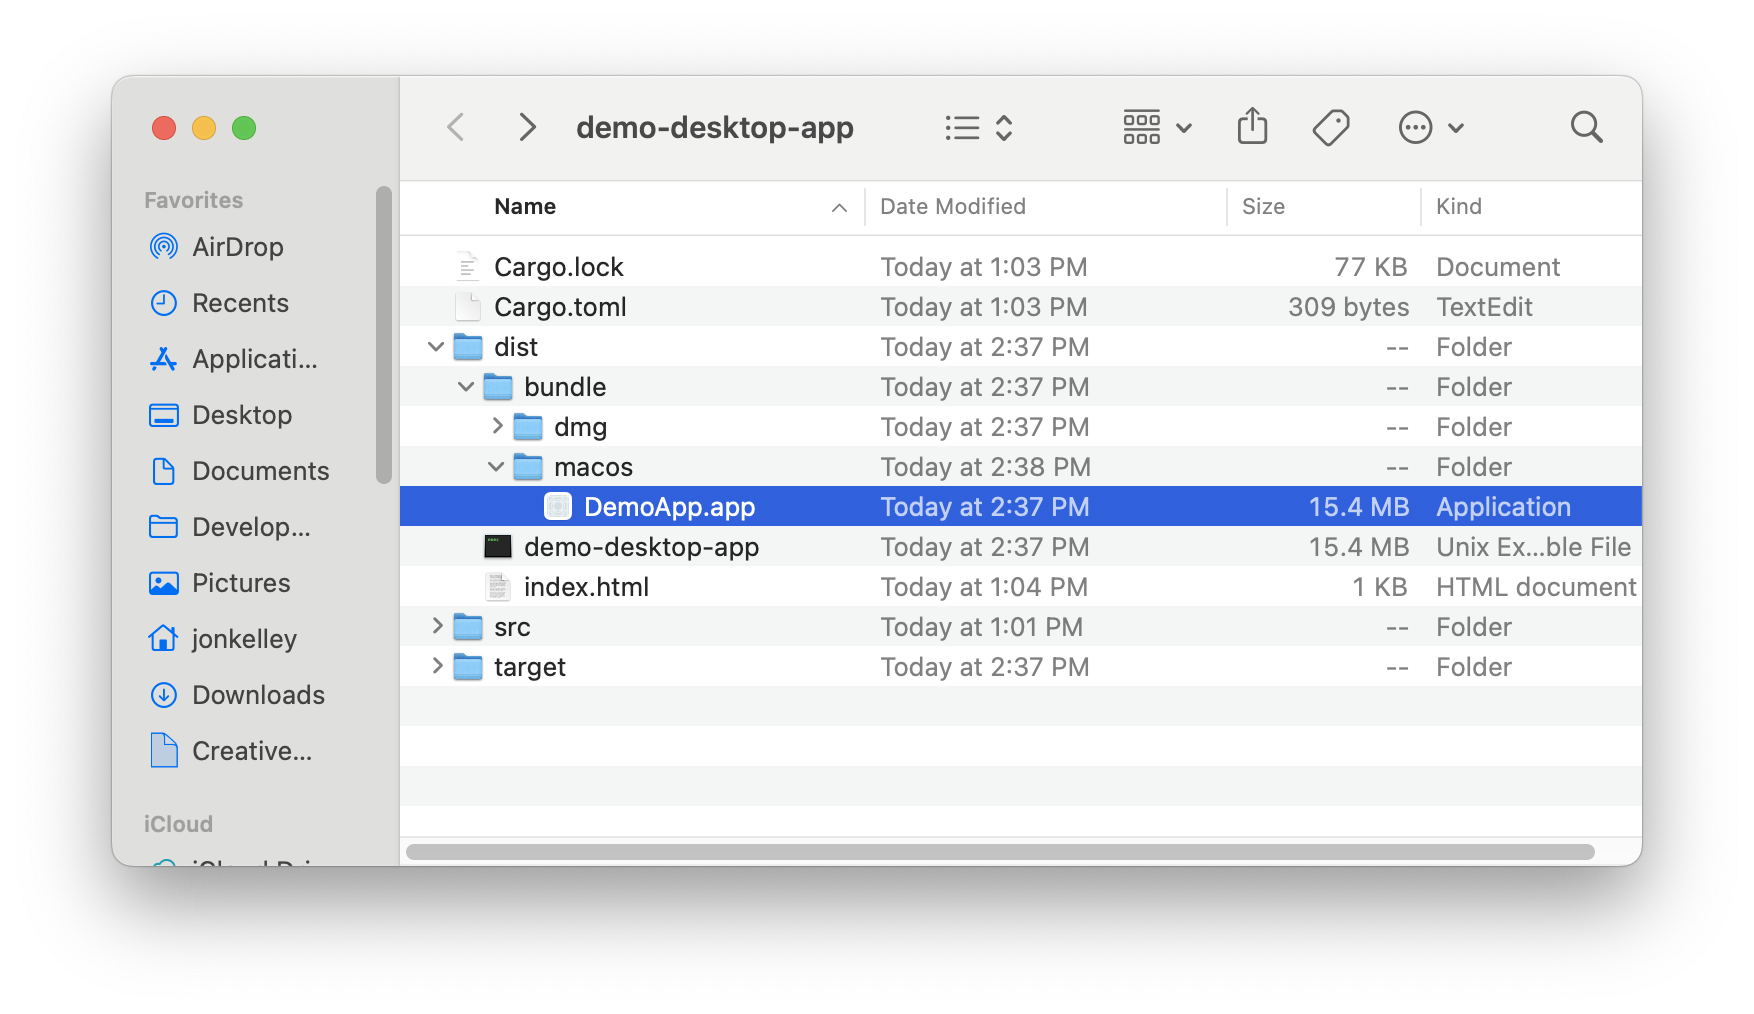 demo-desktop-app
Favorites
AirDrop
Recents
Applicati...
Desktop
Documents
Develop...
Pictures
jonkelley
Downloads
Creative...
iCloud
Name Date Modified Size Kind
Cargo.lock Today at 1:03 PM 77 KB Document
Cargo.toml Today at 1:03 PM 309 bytes TextEdit
dist Today at 2:37 PM -- Folder
bundle Today at 2:37 PM -- Folder
dmg Today at 2:37 PM -- Folder
macos Today at 2:38 PM -- Folder
DemoApp.app Today at 2:37 PM 15.4 MB Application
demo-desktop-app Today at 2:37 PM 15.4 MB Unix Ex...ble File
index.html Today at 1:04 PM 1 KB HTML document
src Today at 1:01 PM -- Folder
target Today at 2:37 PM -- Folder